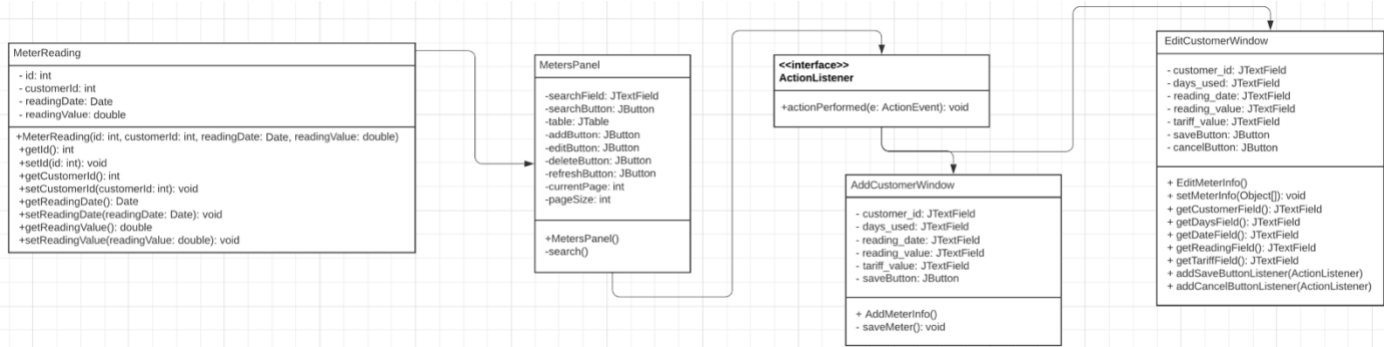 MeterReading
- id: int
- customerId: int
- readingDate: Date
- readingValue: double
+MeterReading(id: int, customerId: int, readingDate: Date, readingValue: double)
+getId(): int
+setId(id: int): void
+getCustomerId(): int
+setCustomerId(customerId: int): void
+getReadingDate(): Date
+setReadingDate(readingDate: Date): void
+getReadingValue(): double
+setReadingValue(readingValue: double): void
MetersPanel
-searchField: JTextField
-searchButton: JButton
-table: JTable
-addButton: JButton
-editButton: JButton
-deleteButton: JButton
-refreshButton: JButton
-currentPage: int
-pageSize: int
+MetersPanel()
-search()
<<interface>>
ActionListener
+actionPerformed(e: ActionEvent): void
AddCustomerWindow
- customer_id: JTextField
- days_used: JTextField
- reading_date: JTextField
- reading_value: JTextField
- tariff_value: JTextField
- saveButton: JButton
+ AddMeterInfo()
- saveMeter(): void
EditCustomerWindow
- customer_id: JTextField
- days_used: JTextField
- reading_date: JTextField
- reading_value: JTextField
- tariff_value: JTextField
- saveButton: JButton
- cancelButton: JButton
+ EditMeterInfo()
+ setMeterInfo(Object[]): void
+ getCustomerField(): JTextField
+ getDaysField(): JTextField
+ getDateField(): JTextField
+ getReadingField(): JTextField
+ getTariffField(): JTextField
+ addSaveButtonListener(ActionListener)
+ addCancelButtonListener(ActionListener)